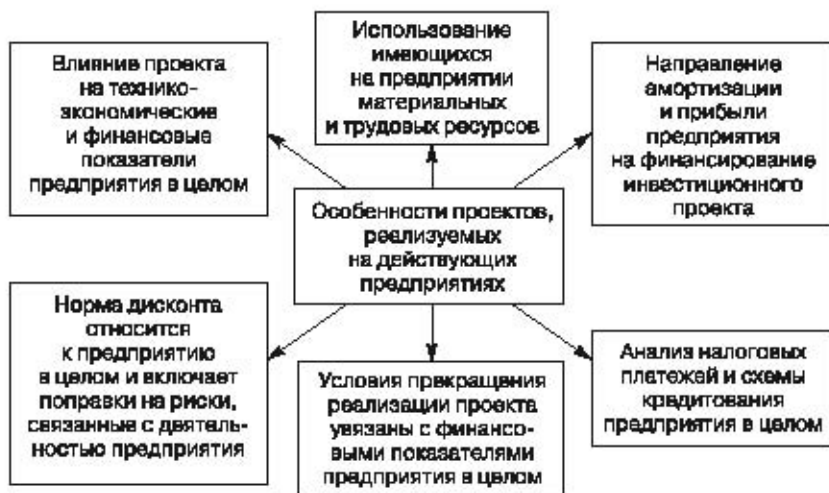 Влияние проекта
на технико-
экономические
и финансовые
показатели
предприятия в целом
Использование
имеющихся
на предприятии
материальных
и трудовых ресурсов
Направление
амортизации
и прибыли
предприятия
на финансирование
инвестиционного
проекта
Особенности проектов,
реализуемых
на действующих
предприятиях
Норма дисконта
относится
к предприятию
в целом и включает
поправки на риски,
связанные с деятель-
ностью предприятия
Условия прекращения
реализации проекта
увязаны с финансо-
выми показателями
предприятия в целом
Анализ налоговых
платежей и схемы
кредитования
предприятия в целом